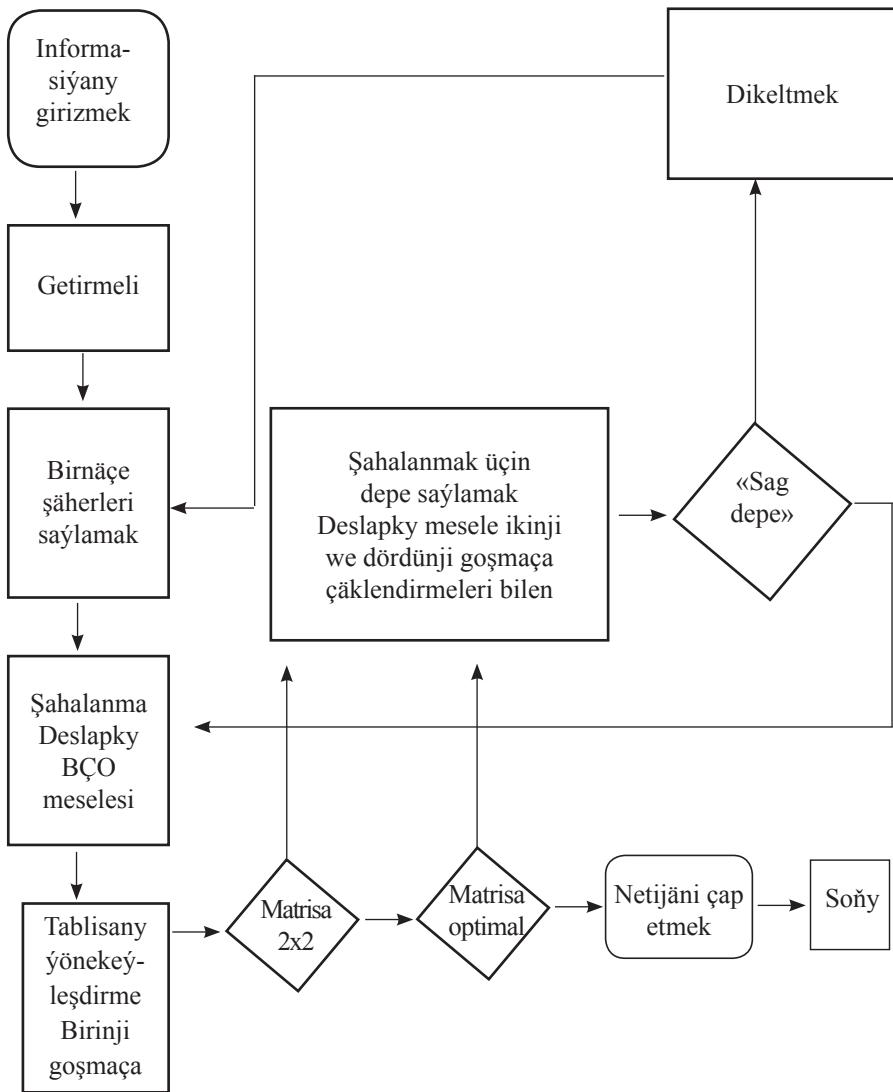 Informa-
siýany
girizmek
Dikeltmek
Getirmeli
Birnäçe
şäherleri
saýlamak
Şahalanmak üçin
depe saýlamak
Deslapky mesele ikinji
we dördünji goşmaça
çäklendirmeleri bilen
«Sag
depe»
Şahalanma
Deslapky
BÇO
meselesi
Tablisany
ýönekeý-
leşdirme
Birinji
goşmaça
Matrisa
2x2
Matrisa
optimal
Netijäni çap
etmek
Soňy